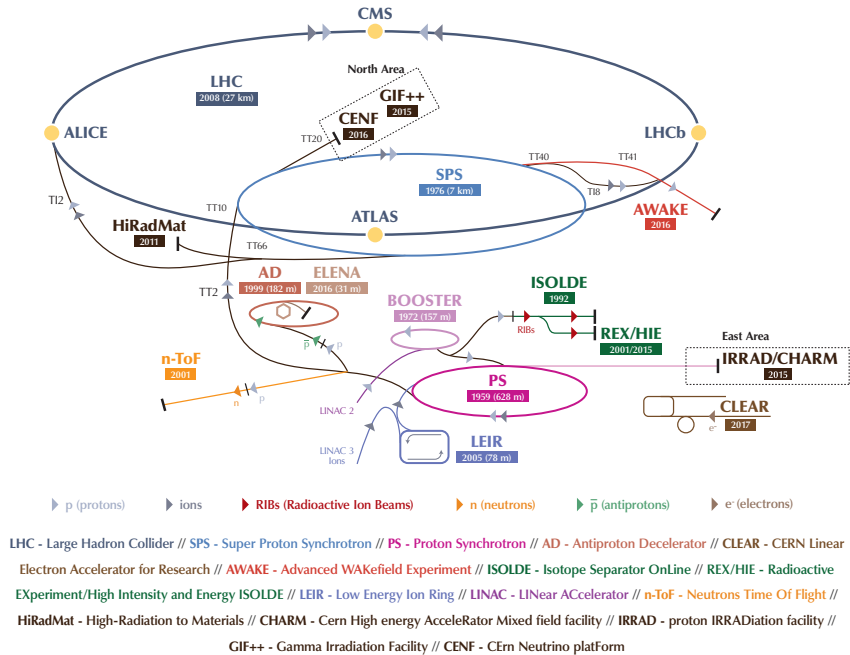 CMS
LHC
2008 (27 km)
North Area
GIF++
2015
CENF
2016
TT20
ALICE
LHCb
TT40
TT41
SPS
1976 (7 km)
TI8
TI2
TT10
ATLAS
AWAKE
2016
HiRadMat
2011
TT66
AD
1999 (182 m)
ELENA
2016 (31 m)
TT2
BOOSTER
1972 (157 m)
ISOLDE
1992
RIBs
REX/HIE
2001/2015
p̅
p
East Area
IRRAD/CHARM
2015
n-ToF
2001
n
p
PS
1959 (628 m)
LINAC 2
CLEAR
2017
e-
LINAC 3
Ions
LEIR
2005 (78 m)
p (protons)
ions
RIBs (Radioactive Ion Beams)
n (neutrons)
p̅ (antiprotons)
e- (electrons)
LHC - Large Hadron Collider // SPS - Super Proton Synchrotron // PS - Proton Synchrotron // AD - Antiproton Decelerator // CLEAR - CERN Linear
Electron Accelerator for Research // AWAKE - Advanced WAKefield Experiment // ISOLDE - Isotope Separator OnLine // REX/HIE - Radioactive
EXperiment/High Intensity and Energy ISOLDE // LEIR - Low Energy Ion Ring // LINAC - LINear ACcelerator // n-ToF - Neutrons Time Of Flight //
HiRadMat - High-Radiation to Materials // CHARM - Cern High energy AcceleRator Mixed field facility // IRRAD - proton IRRADiation facility //
GIF++ - Gamma Irradiation Facility // CENF - CErn Neutrino platForm